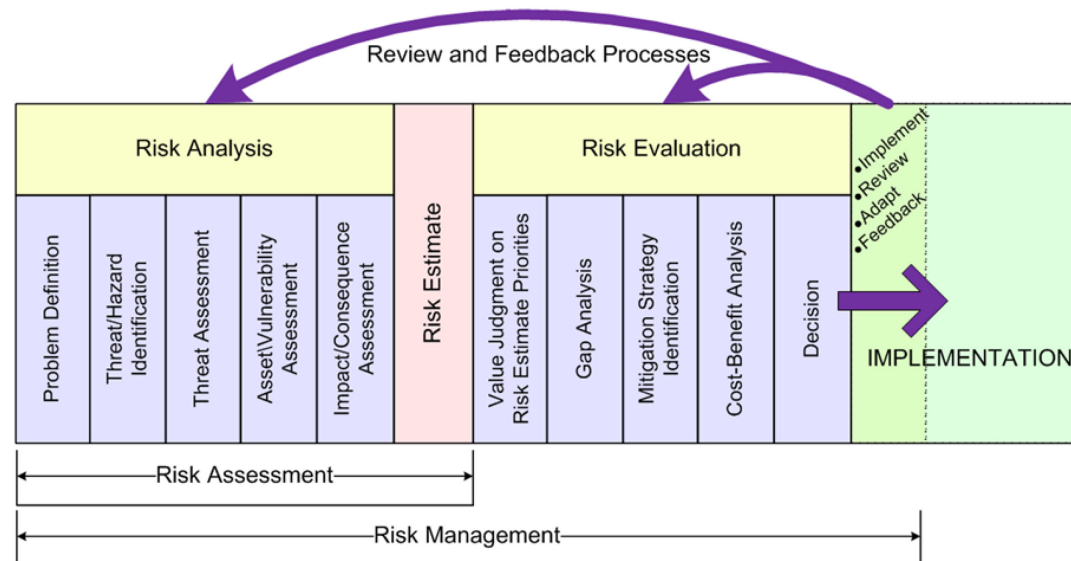 Review and Feedback Processes
Risk Analysis
Risk Evaluation
•Implement
•Review
•Adapt
•Feedback
Problem Definition
Threat/Hazard
Identification
Threat Assessment
Asset\Vulnerability
Assessment
Impact/Consequence
Assessment
Risk Estimate
Value Judgment on
Risk Estimate Priorities
Gap Analysis
Mitigation Strategy
Identification
Cost-Benefit Analysis
Decision
IMPLEMENTATION
Risk Assessment
Risk Management